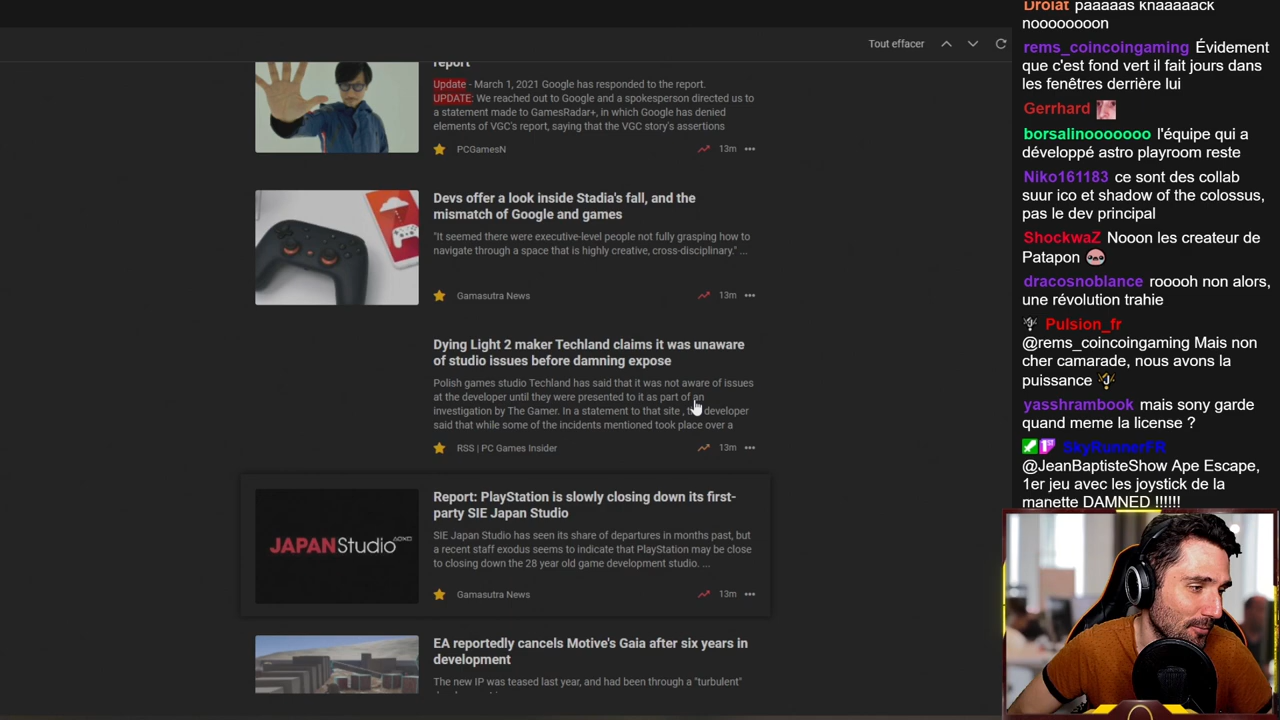 Tout effacer
report
Update - March 1, 2021 Google has responded to the report.
UPDATE: We reached out to Google and a spokesperson directed us to
a statement made to GamesRadar+, in which Google has denied
elements of VGC's report, saying that the VGC story's assertions
PCGamesN
13m
Devs offer a look inside Stadia's fall, and the
mismatch of Google and games
"It seemed there were executive-level people not fully grasping how to
navigate through a space that is highly creative, cross-disciplinary." ...
Gamasutra News
13m
Dying Light 2 maker Techland claims it was unaware
of studio issues before damning expose
Polish games studio Techland has said that it was not aware of issues
at the developer until they were presented to it as part of an
investigation by The Gamer. In a statement to that site , developer
said that while some of the incidents mentioned took place over a
RSS | PC Games Insider
13m
JAPANStudio
Report: PlayStation is slowly closing down its first-
party SIE Japan Studio
SIE Japan Studio has seen its share of departures in months past, but
a recent staff exodus seems to indicate that PlayStation may be close
to closing down the 28 year old game development studio. ...
Gamasutra News
13m
EA reportedly cancels Motive's Gaia after six years in
development
The new IP was teased last year, and had been through a "turbulent"
Drolat paaaaas knaaaaack
nooooooooon
rems_coincoingaming Évidement
que c'est fond vert il fait jours dans
les fenêtres derrière lui
Gerrhard
borsalinooooooo l'équipe qui a
développé astro playroom reste
Niko161183 ce sont des collab
suur ico et shadow of the colossus,
pas le dev principal
ShockwaZ Nooon les createur de
Patapon
dracosnoblance rooooh non alors,
une révolution trahie
Pulsion_fr
@rems_coincoingaming Mais non
cher camarade, nous avons la
puissance
yasshrambook mais sony garde
quand meme la license ?
SkyRunnerFR
@JeanBaptisteShow Ape Escape,
1er jeu avec les joystick de la
manette DAMNED !!!!!!